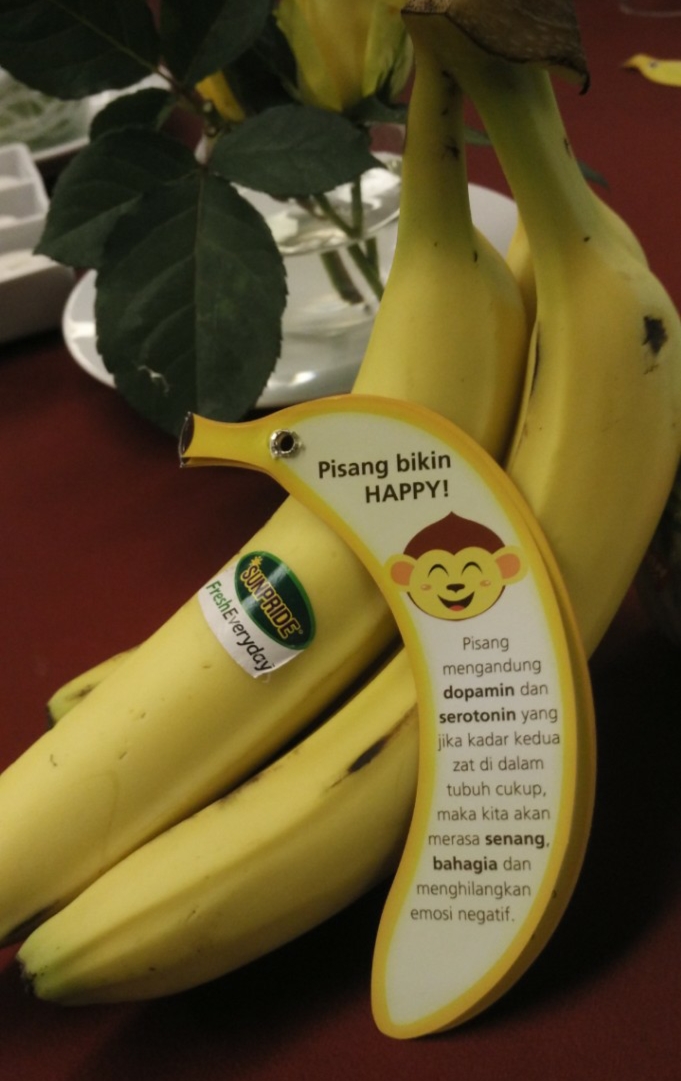 Pisang bikin
HAPPY!
Pisang
mengandung
dopamin dan
serotonin yang
jika kadar kedua
zat di dalam
tubuh cukup,
maka kita akan
merasa senang,
bahagia dan
menghilangkan
emosi negatif.
SUNPRIDE®
FreshEveryday